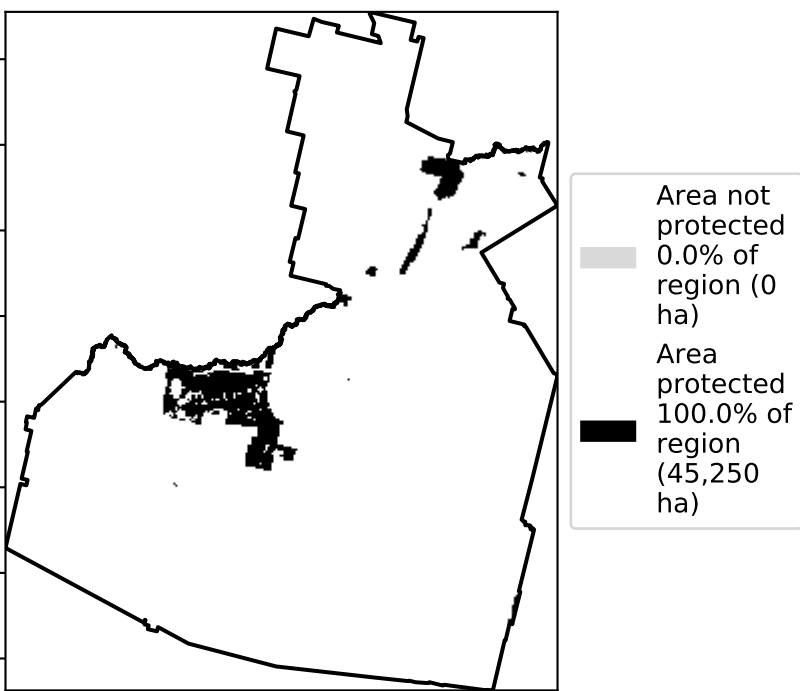 Area not
protected
0.0% of
region (0
ha)
Area
protected
100.0% of
region
(45,250
ha)